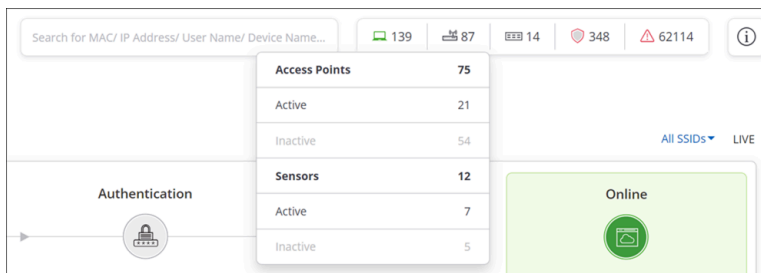 Search for MAC/ IP Address/ User Name/ Device Name... 139 87 14 348 62114
Access Points 75
Active 21
Inactive 54
All SSIDs LIVE
Sensors 12
Authentication Online
Active 7
Inactive 5